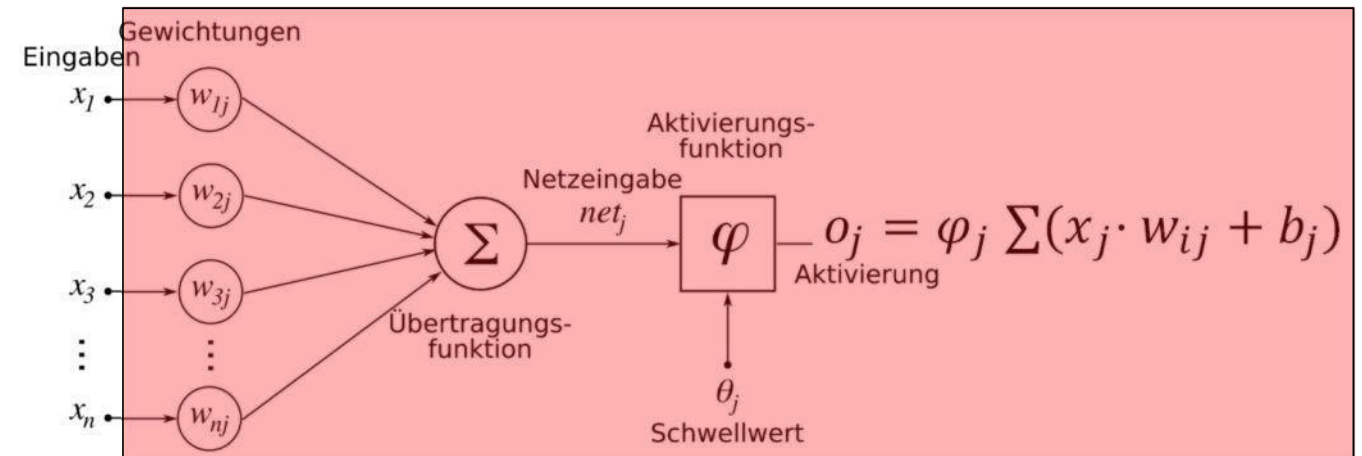 Gewichtungen
Eingaben
x₁
w₁ⱼ
x₂
w₂ⱼ
x₃
w₃ⱼ
⋮
⋮
xₙ
wₙⱼ
Σ
Übertragungs-
funktion
Netzeingabe
netⱼ
Aktivierungs-
funktion
φ
θⱼ
Schwellwert
oⱼ = φⱼ ∑(xⱼ· wᵢⱼ + bⱼ)
Aktivierung